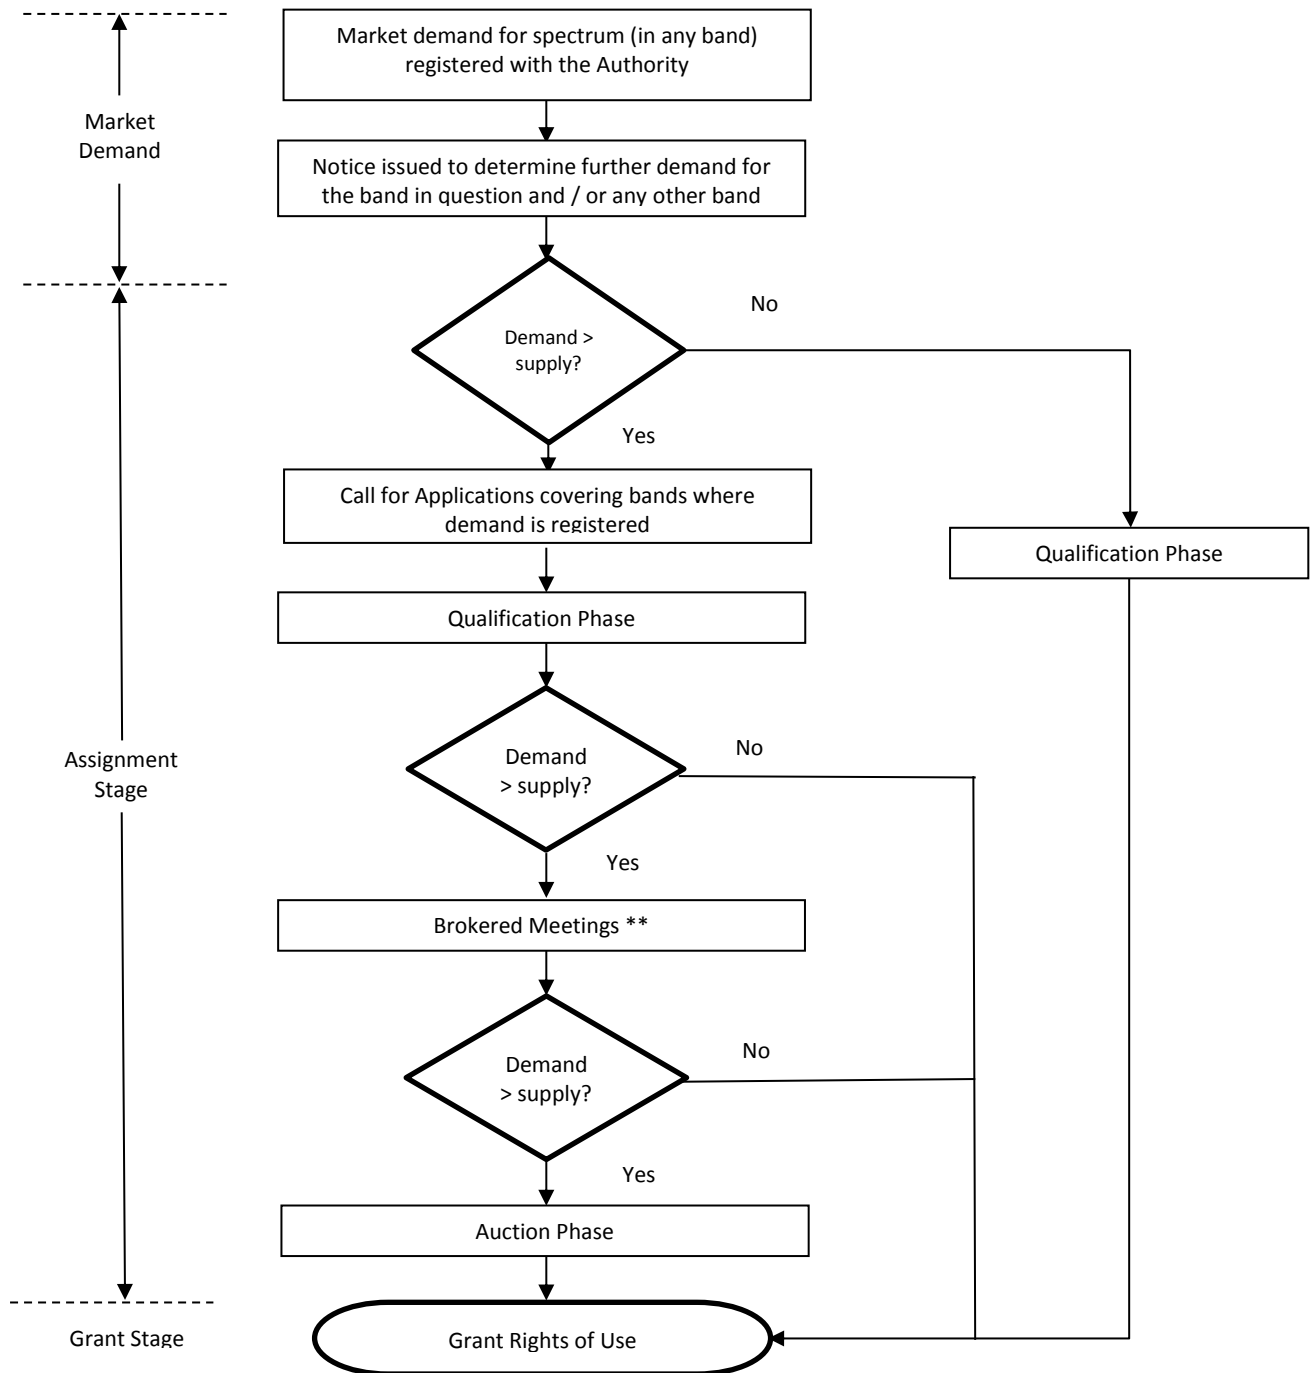 Market demand for spectrum (in any band)
registered with the Authority
Market
Demand
Notice issued to determine further demand for
the band in question and / or any other band
No
Demand >
supply?
Yes
Call for Applications covering bands where
demand is registered
Qualification Phase
Qualification Phase
Assignment
Stage
Demand
> supply?
No
Yes
Brokered Meetings **
Demand
> supply?
No
Yes
Auction Phase
Grant Stage
Grant Rights of Use